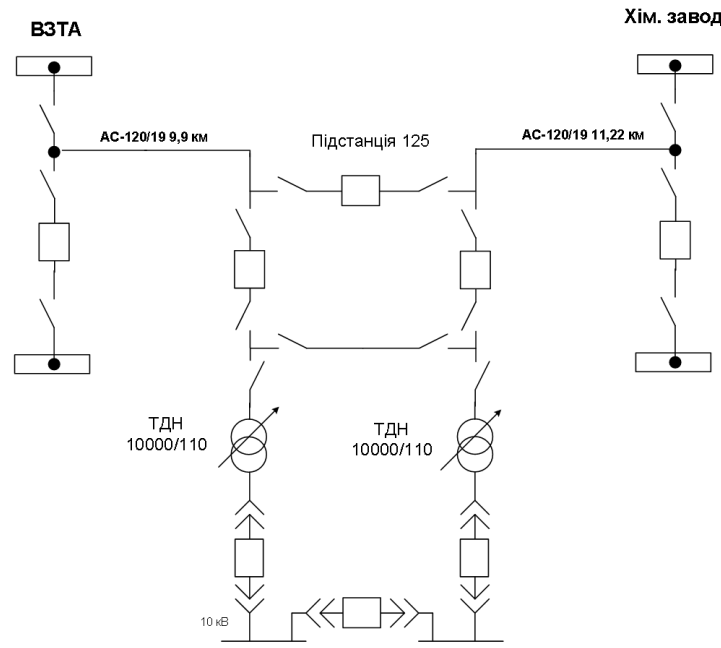 ВЗТА
Хім. завод
АС-120/19 9,9 км
Підстанція 125
АС-120/19 11,22 км
ТДН
10000/110
ТДН
10000/110
10 кВ